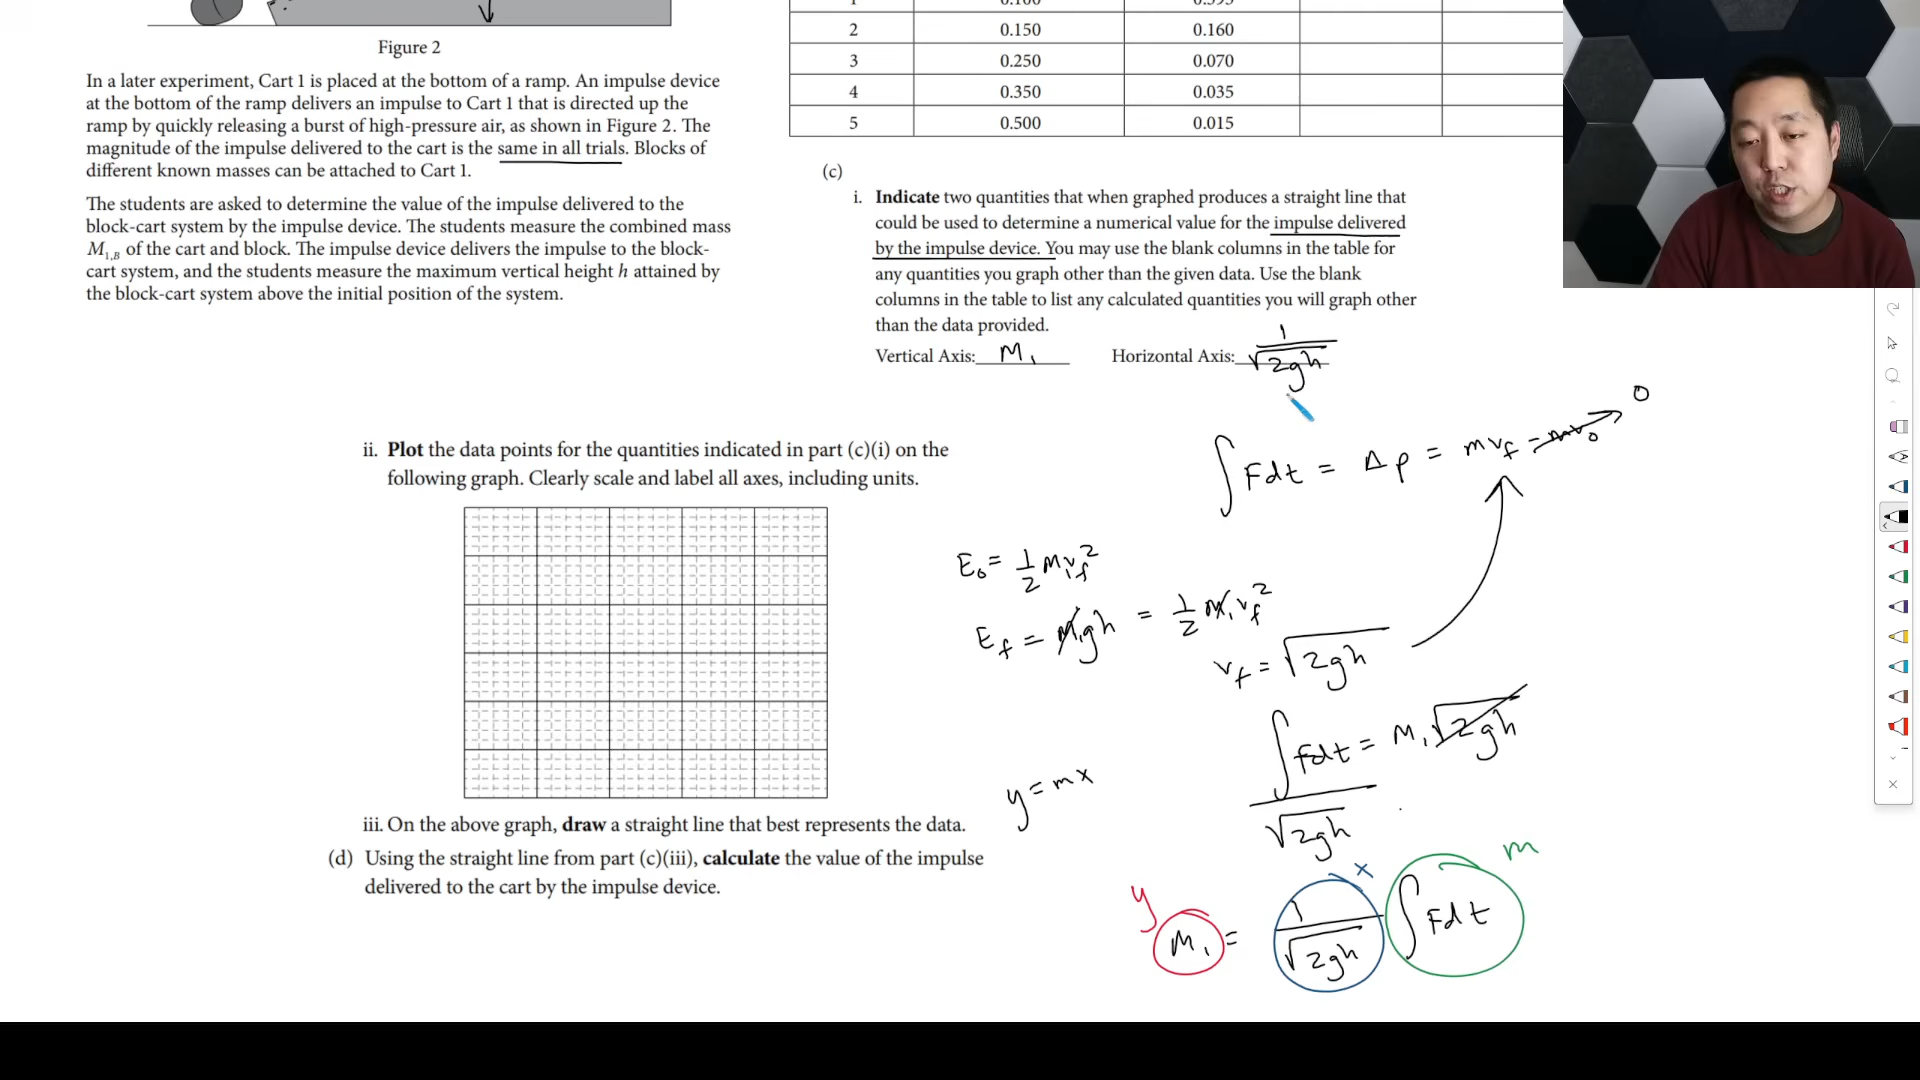 Figure 2
In a later experiment, Cart 1 is placed at the bottom of a ramp. An impulse device
at the bottom of the ramp delivers an impulse to Cart 1 that is directed up the
ramp by quickly releasing a burst of high-pressure air, as shown in Figure 2. The
magnitude of the impulse delivered to the cart is the same in all trials. Blocks of
different known masses can be attached to Cart 1.
The students are asked to determine the value of the impulse delivered to the
block-cart system by the impulse device. The students measure the combined mass
M₁,B of the cart and block. The impulse device delivers the impulse to the block-
cart system, and the students measure the maximum vertical height h attained by
the block-cart system above the initial position of the system.
2 0.150 0.160
3 0.250 0.070
4 0.350 0.035
5 0.500 0.015
(c)
i. Indicate two quantities that when graphed produces a straight line that
could be used to determine a numerical value for the impulse delivered
by the impulse device. You may use the blank columns in the table for
any quantities you graph other than the given data. Use the blank
columns in the table to list any calculated quantities you will graph other
than the data provided.
Vertical Axis: M₁ Horizontal Axis: 1/√2gh
ii. Plot the data points for the quantities indicated in part (c)(i) on the
following graph. Clearly scale and label all axes, including units.
iii. On the above graph, draw a straight line that best represents the data.
(d) Using the straight line from part (c)(iii), calculate the value of the impulse
delivered to the cart by the impulse device.
∫Fdt = Δp = mvf - mv₀ 0
E₀ = 1/2 M₁vf²
Ef = M₁gh = 1/2 M₁vf²
vf = √2gh
∫Fdt = M₁√2gh
√2gh
y = mx
y x m
M₁ = 1/√2gh ∫Fdt